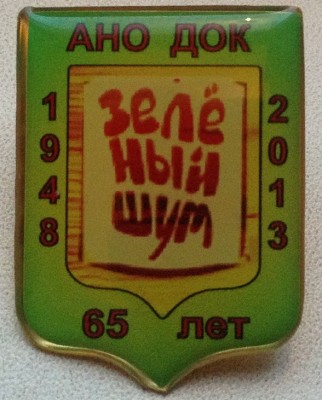 АНО ДОК
1948
зелё
ный
шум
2013
65 лет